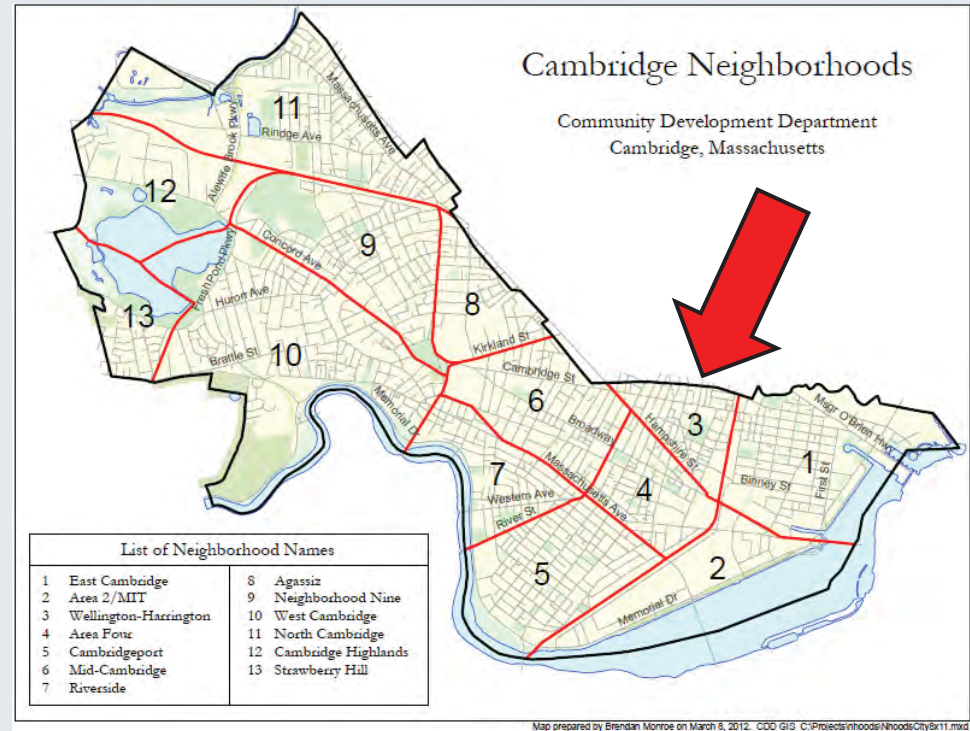 Cambridge Neighborhoods
Community Development Department
Cambridge, Massachusetts
11
Massachusetts Ave
Rindge Ave
Alewife Brook Pkwy
12
9
Concord Ave
Fresh Pond Pkwy
Huron Ave
8
13
10
Brattle St
Kirkland St
Cambridge St
Memorial Dr
6
Broadway
Hampshire St
3
Msgr O'Brien Hwy
1
First St
Binney St
7
Massachusetts Ave
4
Western Ave
River St
5
2
Memorial Dr
List of Neighborhood Names
1 East Cambridge
2 Area 2/MIT
3 Wellington-Harrington
4 Area Four
5 Cambridgeport
6 Mid-Cambridge
7 Riverside
8 Agassiz
9 Neighborhood Nine
10 West Cambridge
11 North Cambridge
12 Cambridge Highlands
13 Strawberry Hill
Map prepared by Brendan Monroe on March 8, 2012. CDD GIS C:\Projects\nhoods\NhoodsCity8x11.mxd